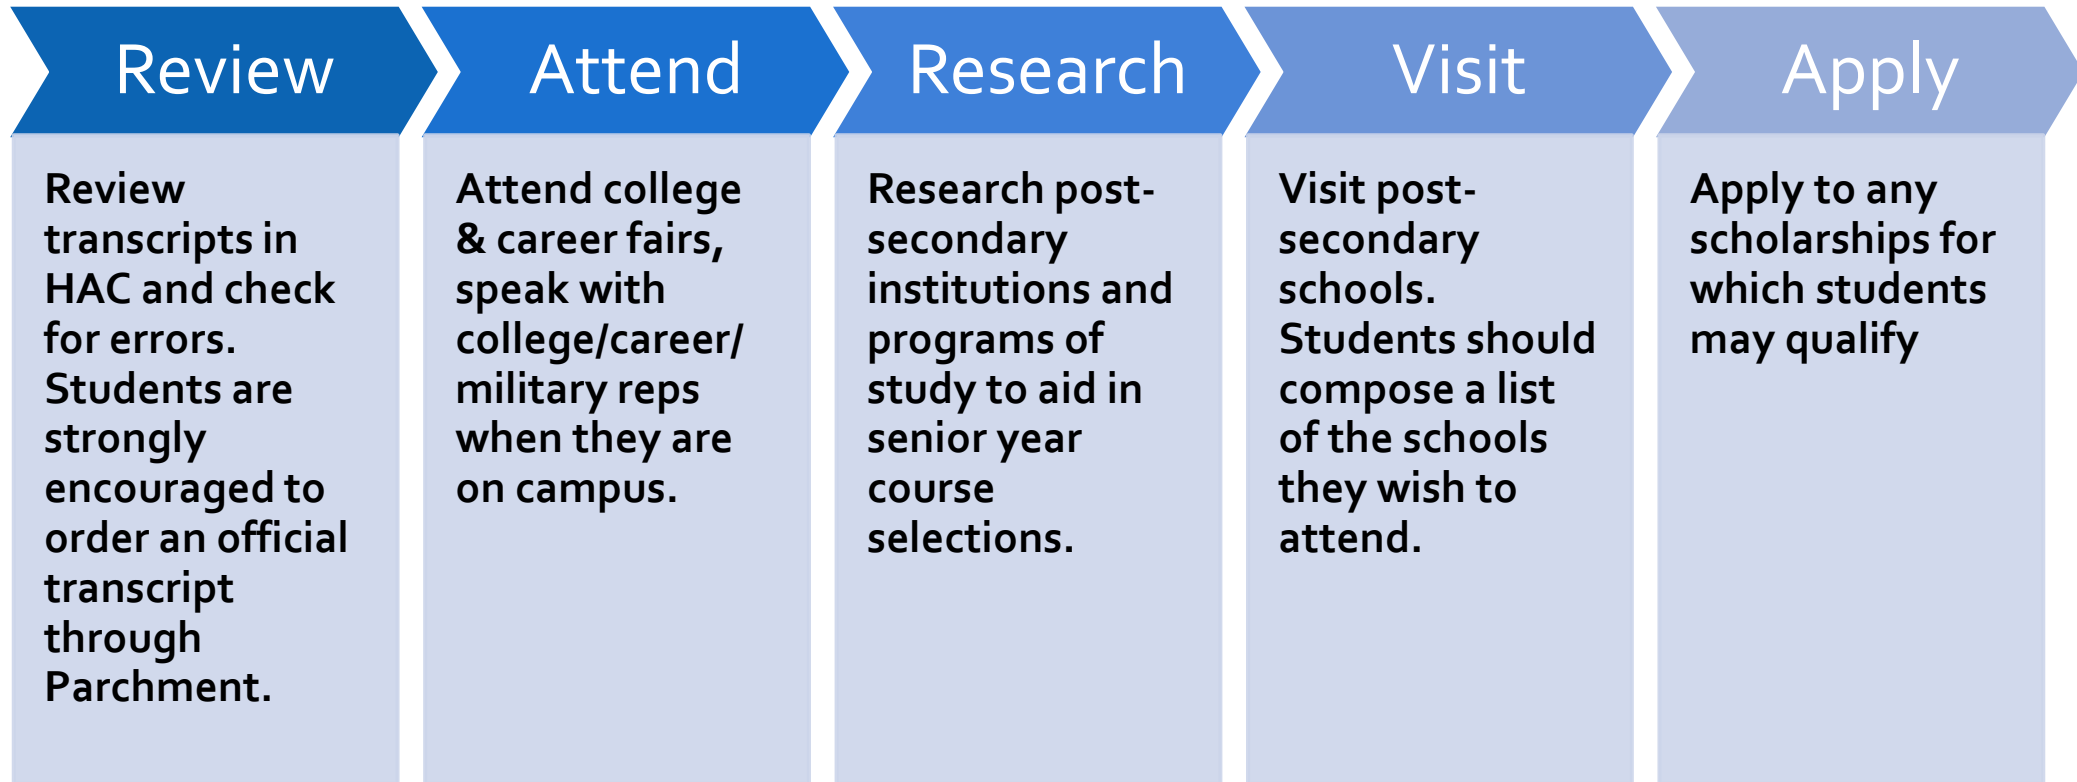 Review
Review
transcripts in
HAC and check
for errors.
Students are
strongly
encouraged to
order an official
transcript
through
Parchment.
Attend
Attend college
& career fairs,
speak with
college/career/
military reps
when they are
on campus.
Research
Research post-
secondary
institutions and
programs of
study to aid in
senior year
course
selections.
Visit
Visit post-
secondary
schools.
Students should
compose a list
of the schools
they wish to
attend.
Apply
Apply to any
scholarships for
which students
may qualify